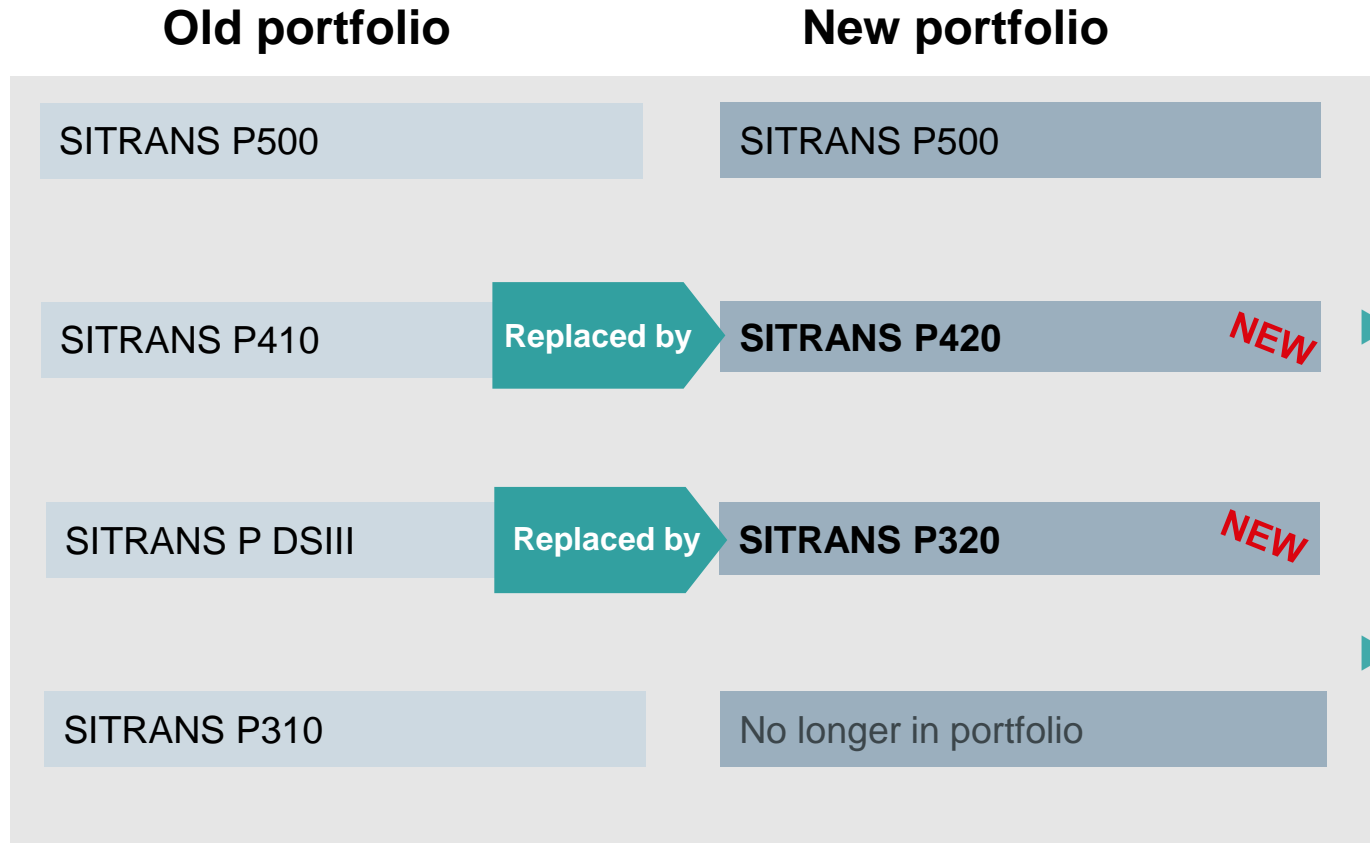 Old portfolio
New portfolio
SITRANS P500
SITRANS P500
SITRANS P410
Replaced by
SITRANS P420
NEW
SITRANS P DSIII
Replaced by
SITRANS P320
NEW
SITRANS P310
No longer in portfolio